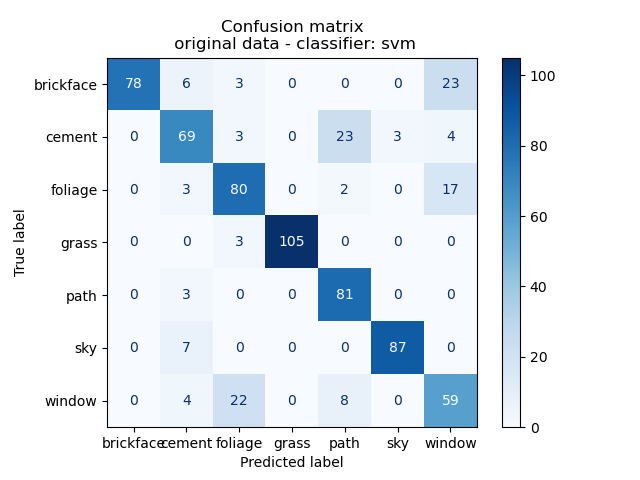 Confusion matrix
original data - classifier: svm
True label
brickface 78 6 3 0 0 0 23
cement 0 69 3 0 23 3 4
foliage 0 3 80 0 2 0 17
grass 0 0 3 105 0 0 0
path 0 3 0 0 81 0 0
sky 0 7 0 0 0 87 0
window 0 4 22 0 8 0 59
brickface cement foliage grass path sky window
Predicted label
100
80
60
40
20
0